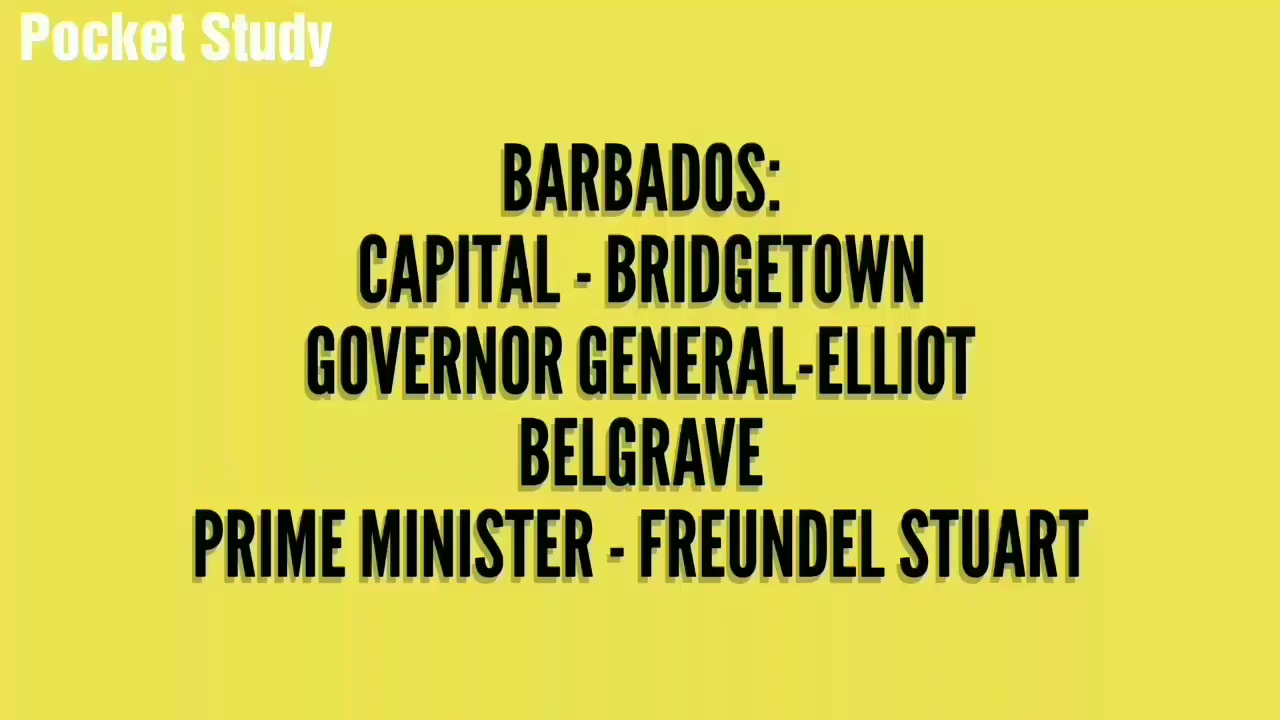 Pocket Study
BARBADOS:
CAPITAL - BRIDGETOWN
GOVERNOR GENERAL-ELLIOT
BELGRAVE
PRIME MINISTER - FREUNDEL STUART